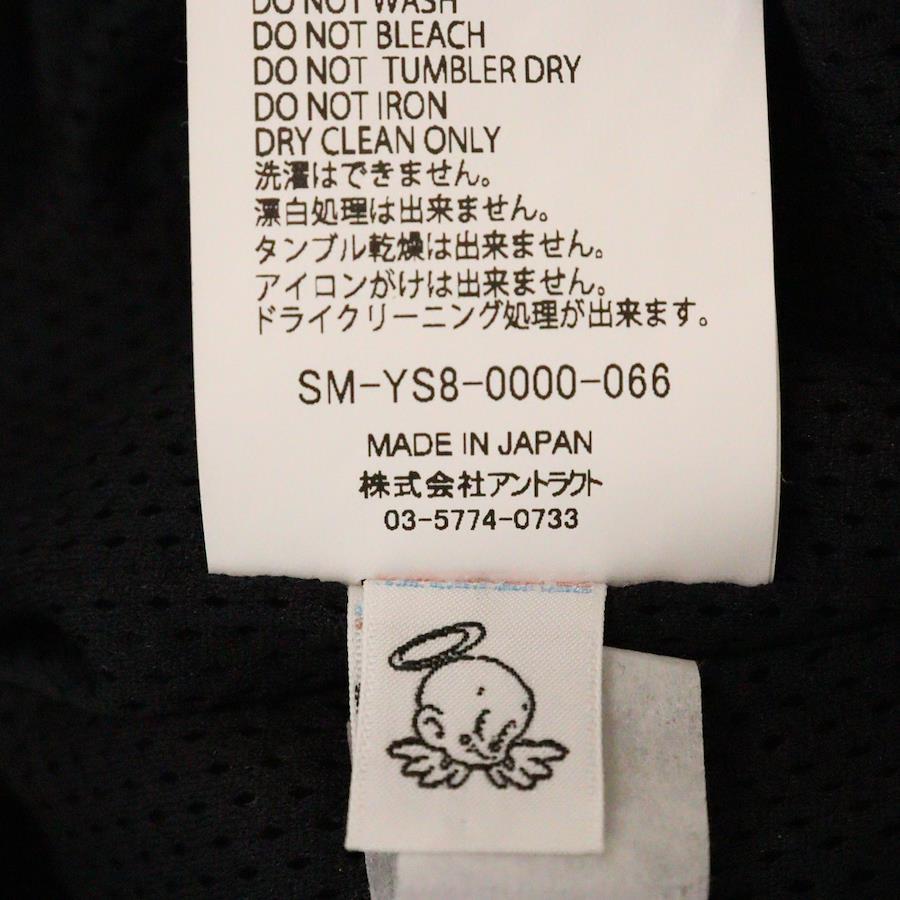 DO NOT WASH
DO NOT BLEACH
DO NOT TUMBLER DRY
DO NOT IRON
DRY CLEAN ONLY
洗濯はできません。
漂白処理は出来ません。
タンブル乾燥は出来ません。
アイロンがけは出来ません。
ドライクリーニング処理が出来ます。
SM-YS8-0000-066
MADE IN JAPAN
株式会社アントラクト
03-5774-0733